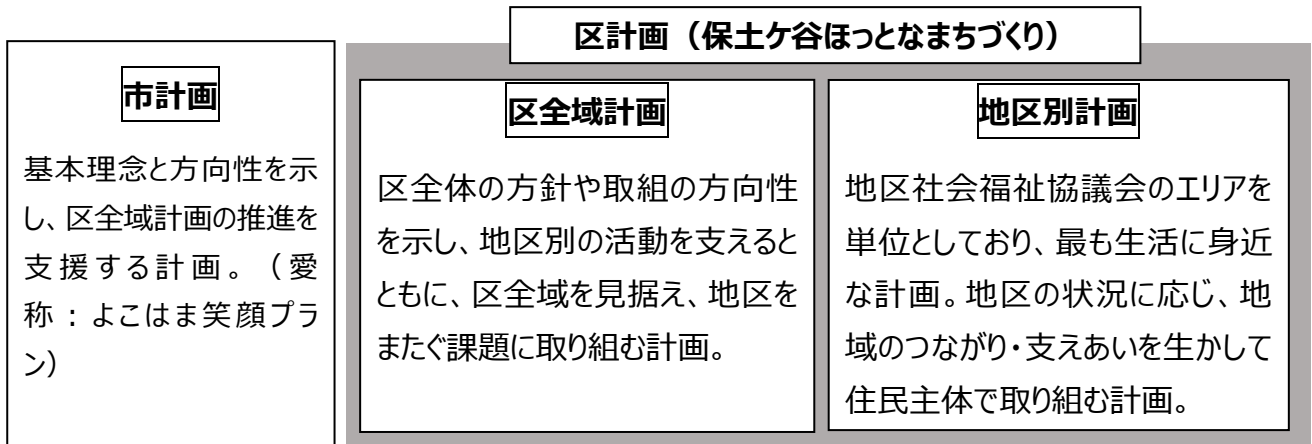 区計画（保土ケ谷ほっとなまちづくり）
市計画
基本理念と方向性を示
し、区全域計画の推進を
支援する計画。（愛
称：よこはま笑顔プラ
ン）
区全域計画
区全体の方針や取組の方向性
を示し、地区別の活動を支えると
ともに、区全域を見据え、地区を
またぐ課題に取り組む計画。
地区別計画
地区社会福祉協議会のエリアを
単位としており、最も生活に身近
な計画。地区の状況に応じ、地
域のつながり・支えあいを生かして
住民主体で取り組む計画。